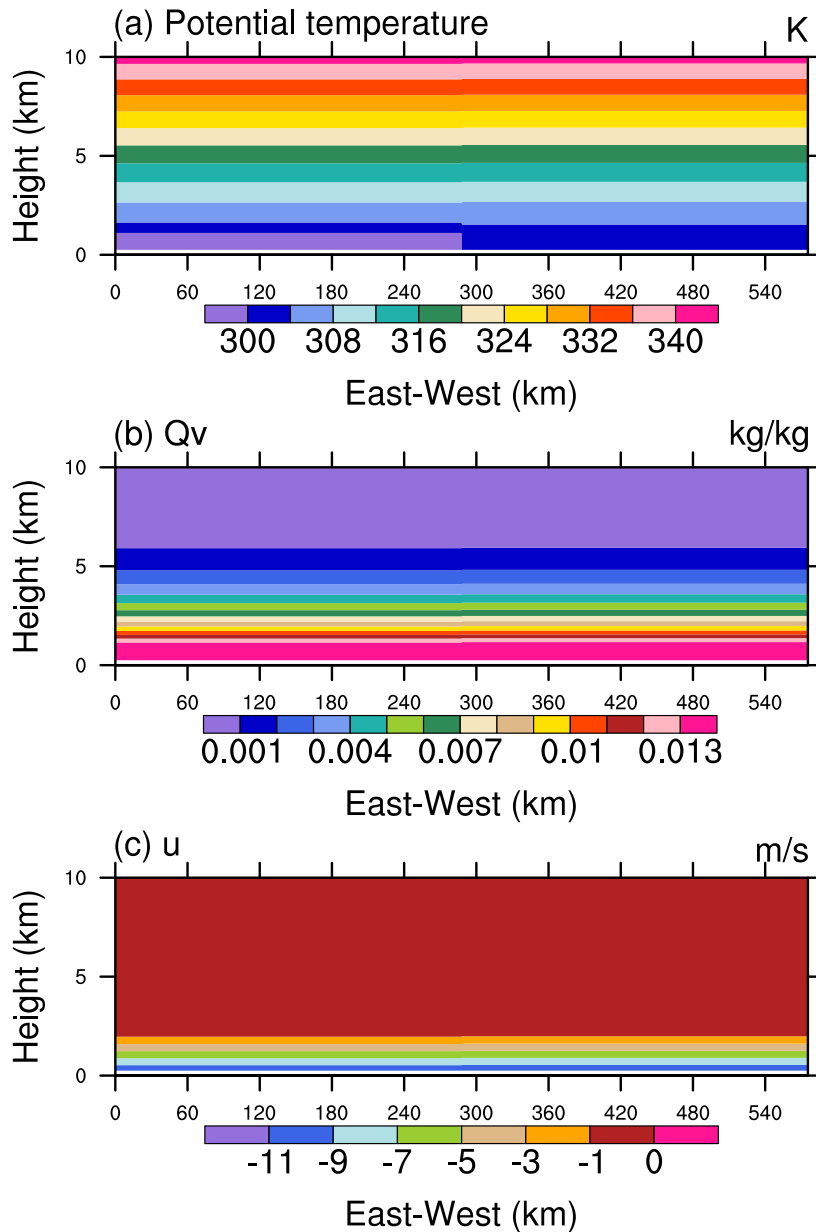 (a) Potential temperature K
10
5
0
Height (km)
0 60 120 180 240 300 360 420 480 540
300 308 316 324 332 340
East-West (km)
(b) Qv kg/kg
10
5
0
Height (km)
0 60 120 180 240 300 360 420 480 540
0.001 0.004 0.007 0.01 0.013
East-West (km)
(c) u m/s
10
5
0
Height (km)
0 60 120 180 240 300 360 420 480 540
-11 -9 -7 -5 -3 -1 0
East-West (km)